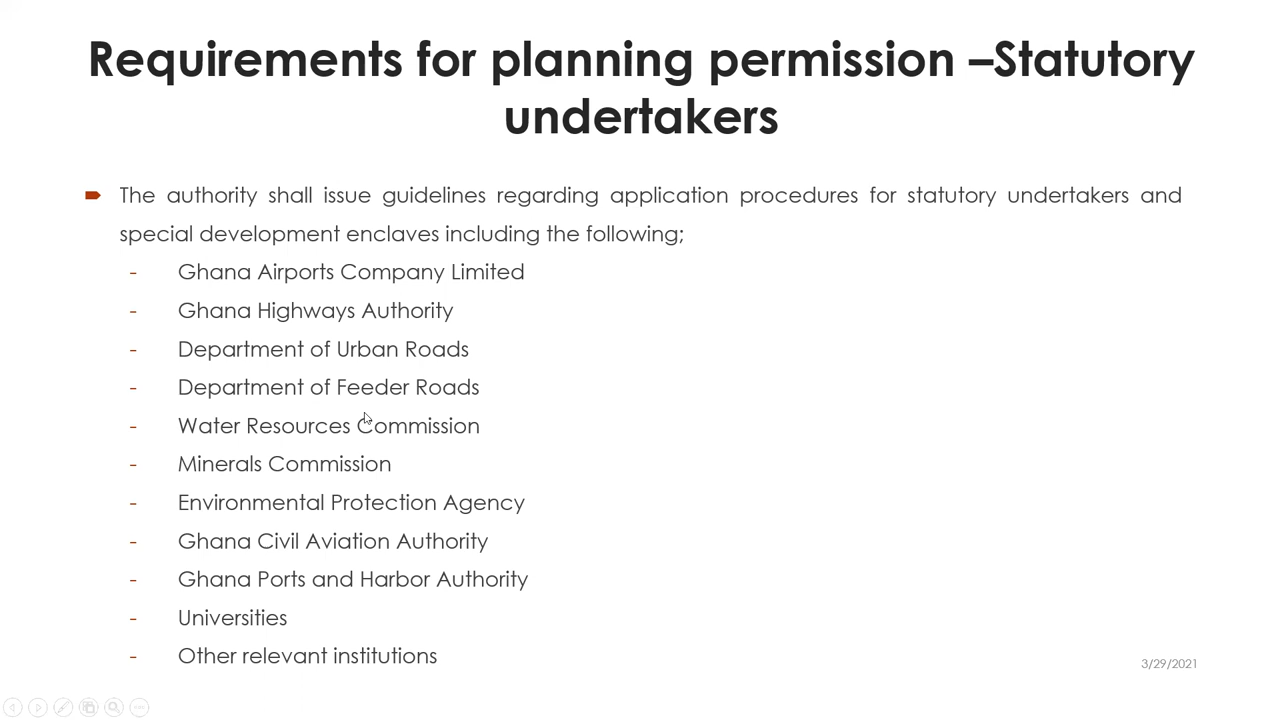 Requirements for planning permission –Statutory
undertakers
The authority shall issue guidelines regarding application procedures for statutory undertakers and
special development enclaves including the following;
- Ghana Airports Company Limited
- Ghana Highways Authority
- Department of Urban Roads
- Department of Feeder Roads
- Water Resources Commission
- Minerals Commission
- Environmental Protection Agency
- Ghana Civil Aviation Authority
- Ghana Ports and Harbor Authority
- Universities
- Other relevant institutions
3/29/2021